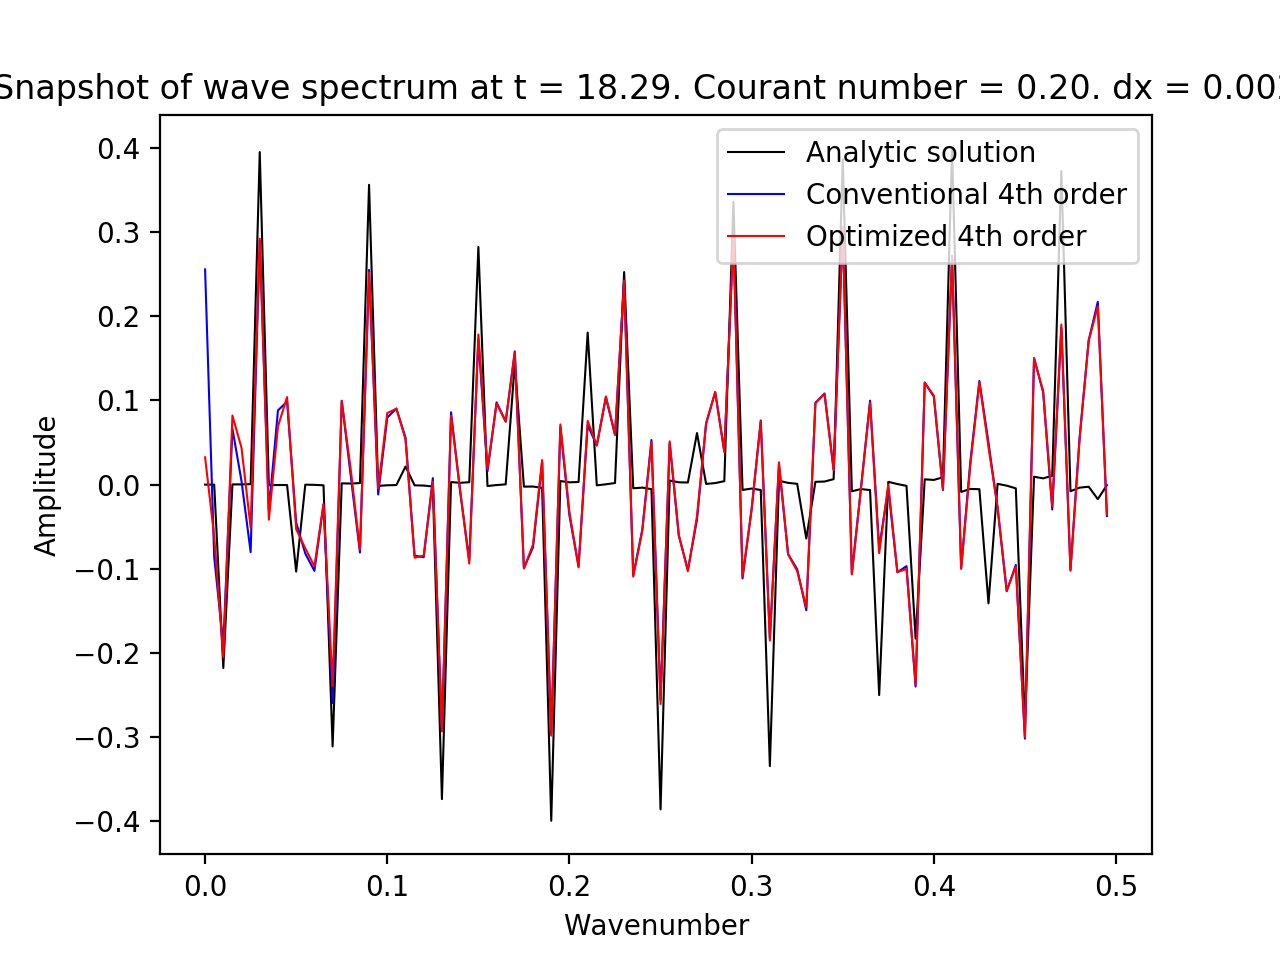 Snapshot of wave spectrum at t = 18.29. Courant number = 0.20. dx = 0.002
Analytic solution
Conventional 4th order
Optimized 4th order
0.4
0.3
0.2
0.1
0.0
−0.1
−0.2
−0.3
−0.4
Amplitude
0.0 0.1 0.2 0.3 0.4 0.5
Wavenumber